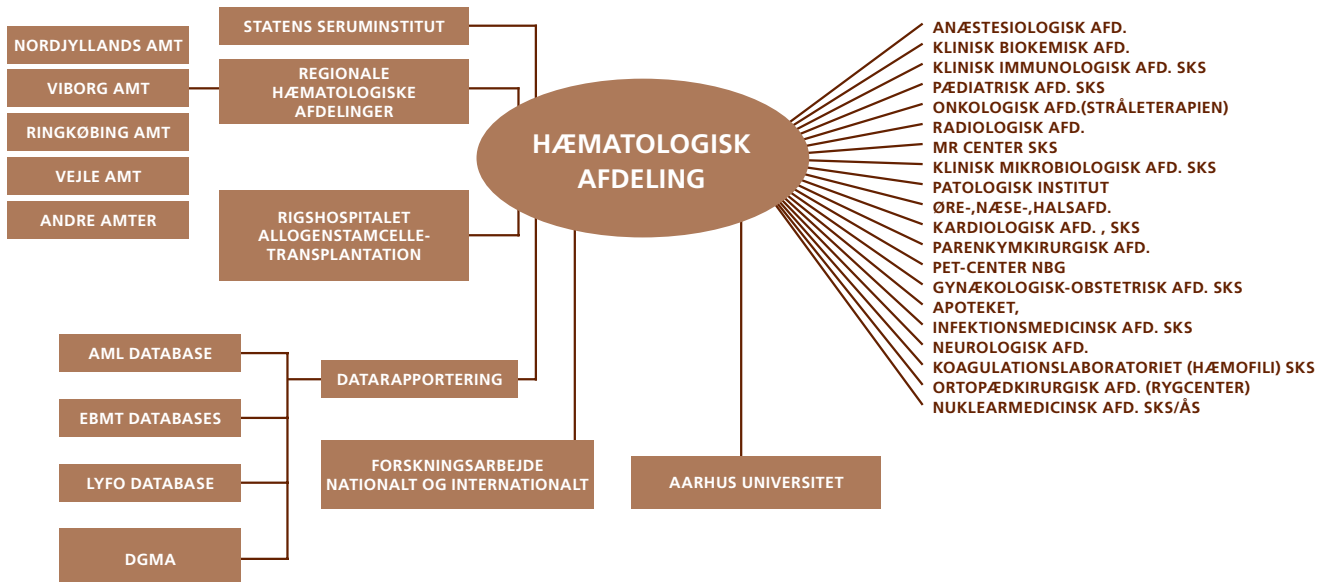 NORDJYLLANDS AMT
VIBORG AMT
RINGKØBING AMT
VEJLE AMT
ANDRE AMTER
STATENS SERUMINSTITUT
REGIONALE
HÆMATOLOGISKE
AFDELINGER
RIGSHOSPITALET
ALLOGENSTAMCELLE-
TRANSPLANTATION
HÆMATOLOGISK
AFDELING
AML DATABASE
EBMT DATABASES
LYFO DATABASE
DGMA
DATARAPPORTERING
FORSKNINGSARBEJDE
NATIONALT OG INTERNATIONALT
AARHUS UNIVERSITET
ANÆSTESIOLOGISK AFD.
KLINISK BIOKEMISK AFD.
KLINISK IMMUNOLOGISK AFD. SKS
PÆDIATRISK AFD. SKS
ONKOLOGISK AFD.(STRÅLETERAPIEN)
RADIOLOGISK AFD.
MR CENTER SKS
KLINISK MIKROBIOLOGISK AFD. SKS
PATOLOGISK INSTITUT
ØRE-,NÆSE-,HALSAFD.
KARDIOLOGISK AFD. , SKS
PARENKYMKIRURGISK AFD.
PET-CENTER NBG
GYNÆKOLOGISK-OBSTETRISK AFD. SKS
APOTEKET,
INFEKTIONSMEDICINSK AFD. SKS
NEUROLOGISK AFD.
KOAGULATIONSLABORATORIET (HÆMOFILI) SKS
ORTOPÆDKIRURGISK AFD. (RYGCENTER)
NUKLEARMEDICINSK AFD. SKS/ÅS